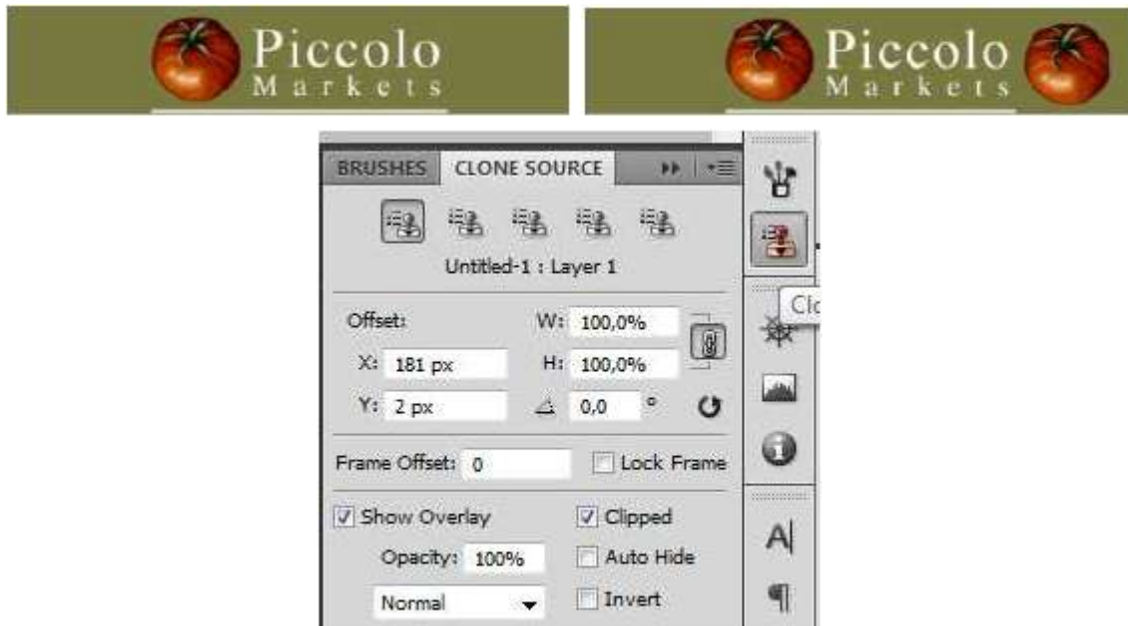 Piccolo
Markets
Piccolo
Markets
BRUSHES CLONE SOURCE
Untitled-1 : Layer 1
Offset: W: 100,0%
X: 181 px H: 100,0%
Y: 2 px 0,0 °
Frame Offset: 0 Lock Frame
Show Overlay Clipped
Opacity: 100% Auto Hide
Normal Invert
Clo
A